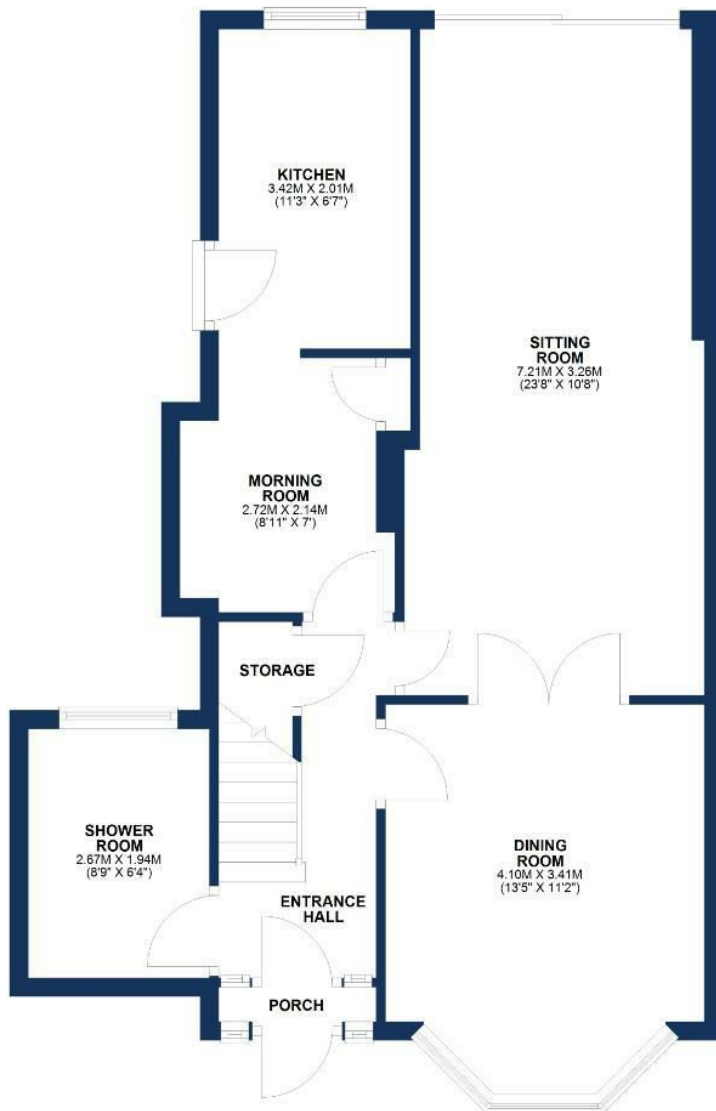 KITCHEN
3.42M X 2.01M
(11'3" X 6'7")
SITTING
ROOM
7.21M X 3.26M
(23'8" X 10'8")
MORNING
ROOM
2.72M X 2.14M
(8'11" X 7')
STORAGE
SHOWER
ROOM
2.67M X 1.94M
(8'9" X 6'4")
DINING
ROOM
4.10M X 3.41M
(13'5" X 11'2")
ENTRANCE
HALL
PORCH